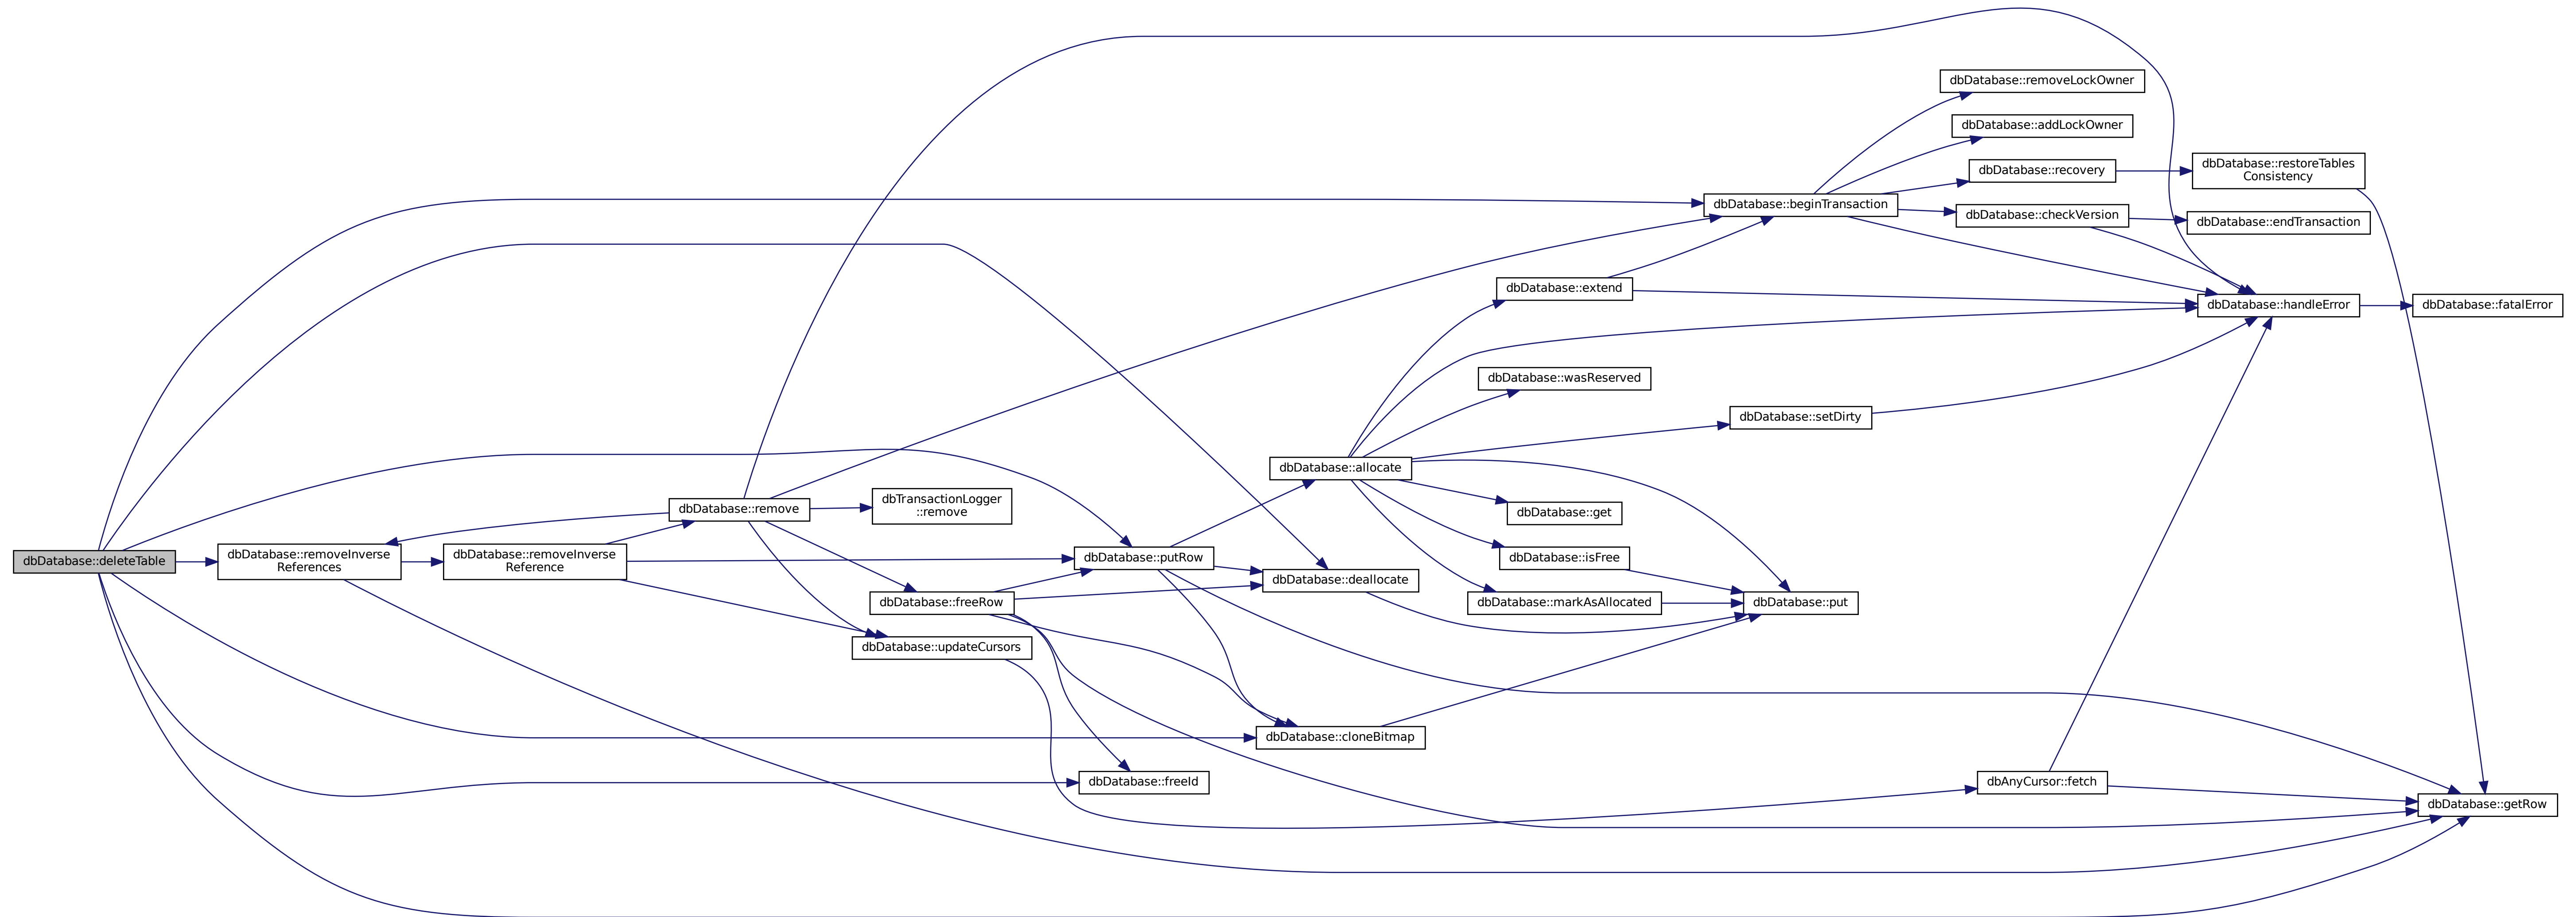 dbDatabase::deleteTable
dbDatabase::removeInverse
References
dbDatabase::removeInverse
Reference
dbDatabase::remove
dbTransactionLogger
::remove
dbDatabase::freeRow
dbDatabase::updateCursors
dbDatabase::putRow
dbDatabase::freeId
dbDatabase::allocate
dbDatabase::deallocate
dbDatabase::cloneBitmap
dbDatabase::extend
dbDatabase::wasReserved
dbDatabase::get
dbDatabase::isFree
dbDatabase::markAsAllocated
dbDatabase::beginTransaction
dbDatabase::setDirty
dbDatabase::put
dbDatabase::removeLockOwner
dbDatabase::addLockOwner
dbDatabase::recovery
dbDatabase::checkVersion
dbAnyCursor::fetch
dbDatabase::restoreTables
Consistency
dbDatabase::endTransaction
dbDatabase::handleError
dbDatabase::fatalError
dbDatabase::getRow